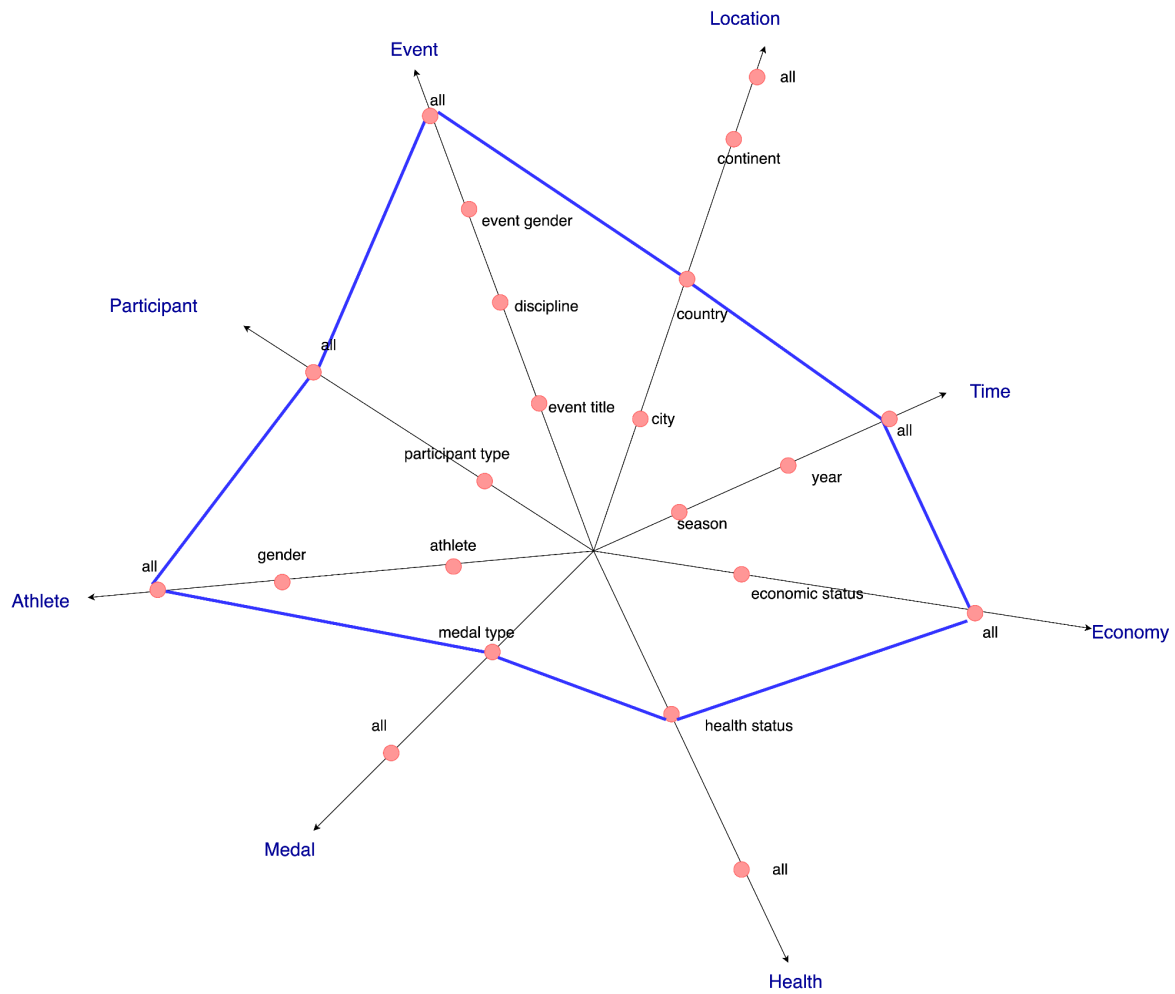 Location
Event
all
all
continent
event gender
Participant
discipline
country
all
Time
participant type
event title
city
all
year
season
athlete
gender
all
economic status
Athlete
medal type
all
Economy
all
health status
Medal
all
Health